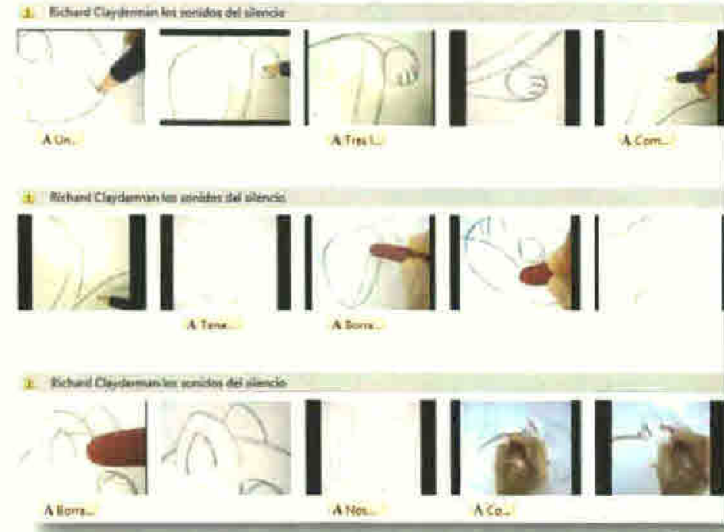 1. Richard Clayderman los sonidos del silencio
A Un...
A Tres l...
A Com...
Richard Clayderman los sonidos del silencio
A Tene...
A Borra...
Richard Clayderman los sonidos del silencio
A Borra...
A Nos...
A Co...